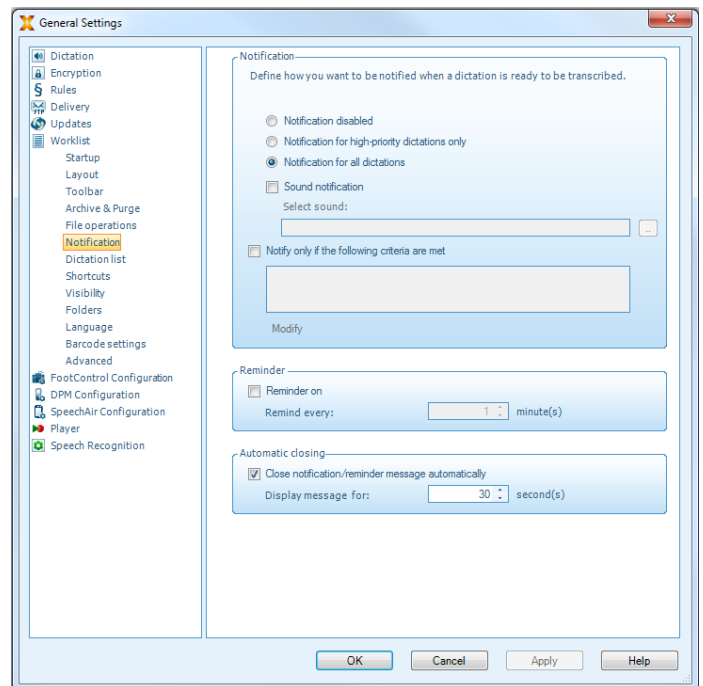 General Settings
Dictation
Encryption
Rules
Delivery
Updates
Worklist
Startup
Layout
Toolbar
Archive & Purge
File operations
Notification
Dictation list
Shortcuts
Visibility
Folders
Language
Barcode settings
Advanced
FootControl Configuration
DPM Configuration
SpeechAir Configuration
Player
Speech Recognition
Notification
Define how you want to be notified when a dictation is ready to be transcribed.
Notification disabled
Notification for high-priority dictations only
Notification for all dictations
Sound notification
Select sound:
..
Notify only if the following criteria are met
Modify
Reminder
Reminder on
Remind every: 1 minute(s)
Automatic closing
Close notification/reminder message automatically
Display message for: 30 second(s)
OK Cancel Apply Help